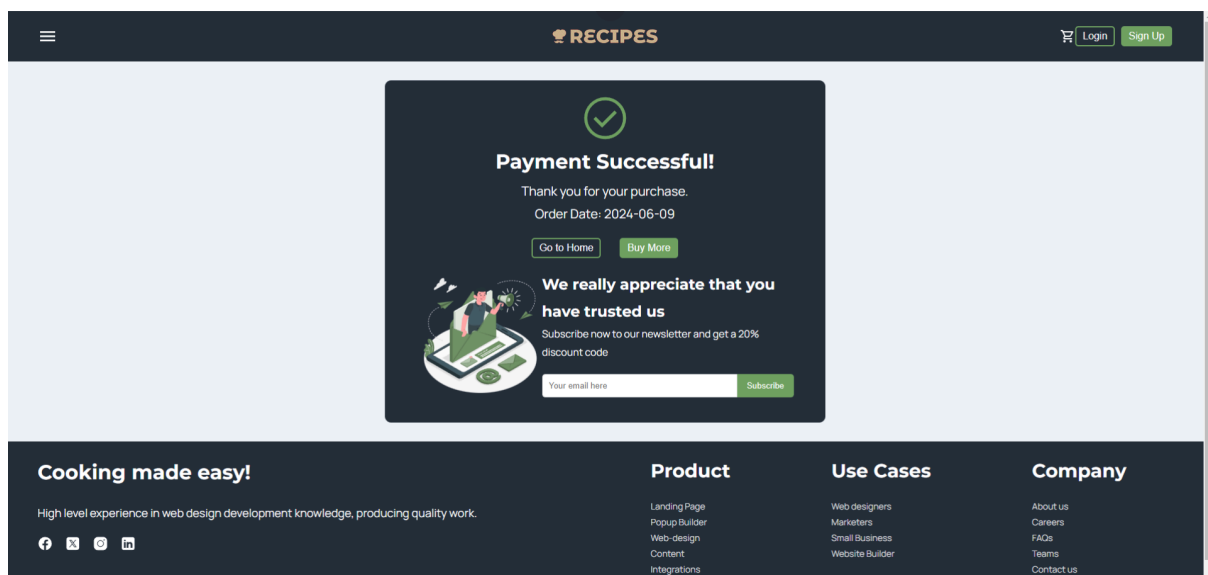 RECIPES
Login
Sign Up
Payment Successful!
Thank you for your purchase.
Order Date: 2024-06-09
Go to Home
Buy More
We really appreciate that you
have trusted us
Subscribe now to our newsletter and get a 20%
discount code
Your email here
Subscribe
Cooking made easy!
High level experience in web design development knowledge, producing quality work.
Product
Landing Page
Popup Builder
Web-design
Content
Integrations
Use Cases
Web designers
Marketers
Small Business
Website Builder
Company
About us
Careers
FAQs
Teams
Contact us